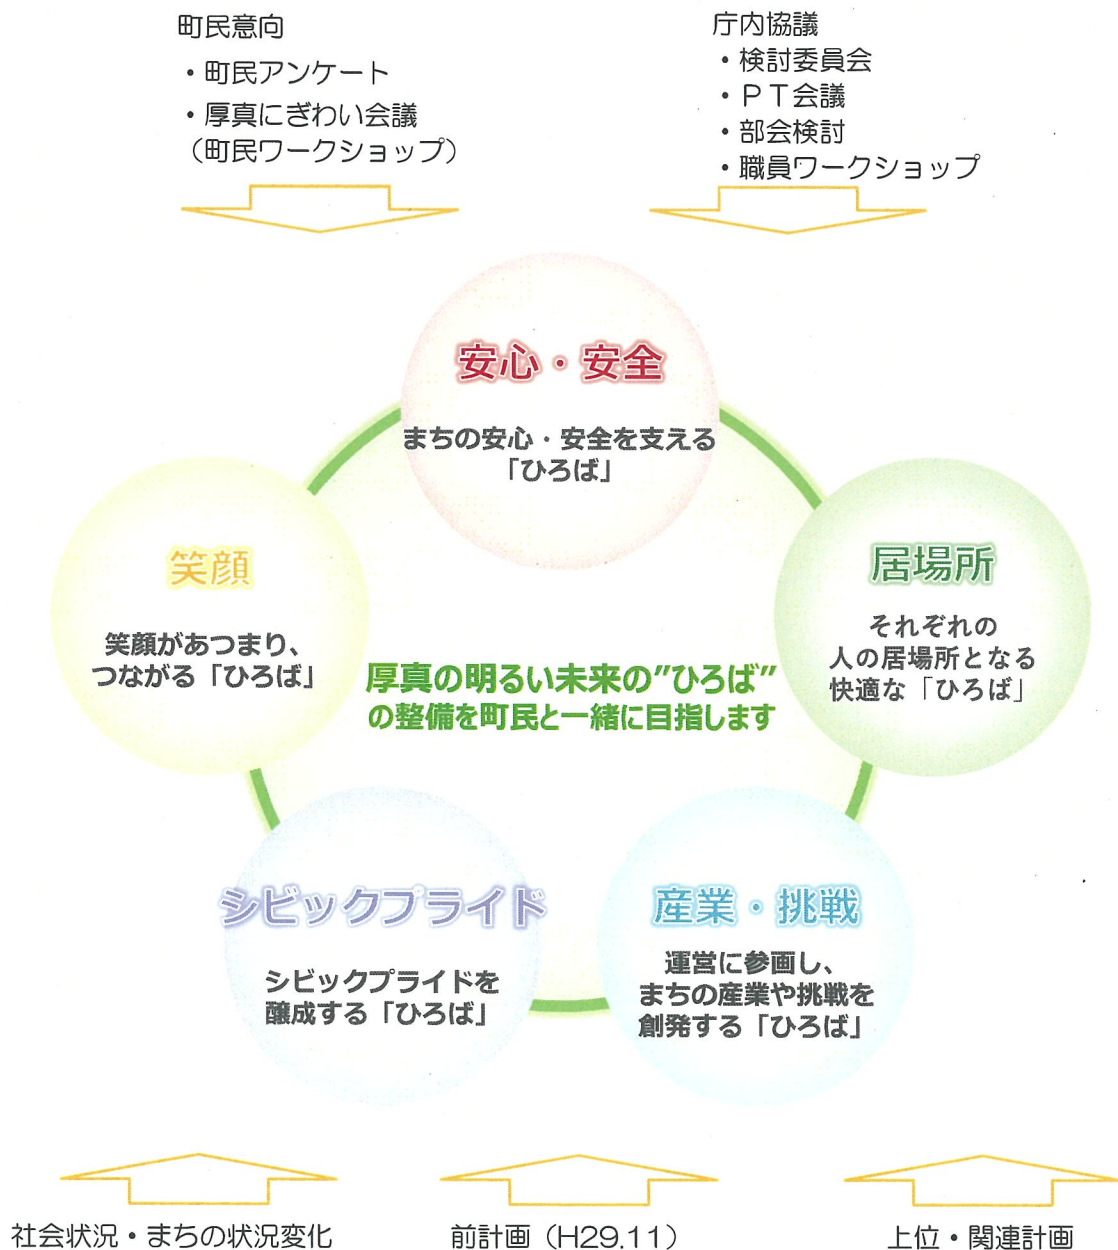 町民意向
・町民アンケート
・厚真にぎわい会議
（町民ワークショップ）
庁内協議
・検討委員会
・ＰＴ会議
・部会検討
・職員ワークショップ
安心・安全
まちの安心・安全を支える
「ひろば」
笑顔
笑顔があつまり、
つながる「ひろば」
居場所
それぞれの
人の居場所となる
快適な「ひろば」
厚真の明るい未来の”ひろば”
の整備を町民と一緒に目指します
シビックプライド
シビックプライドを
醸成する「ひろば」
産業・挑戦
運営に参画し、
まちの産業や挑戦を
創発する「ひろば」
社会状況・まちの状況変化
前計画（H29.11）
上位・関連計画